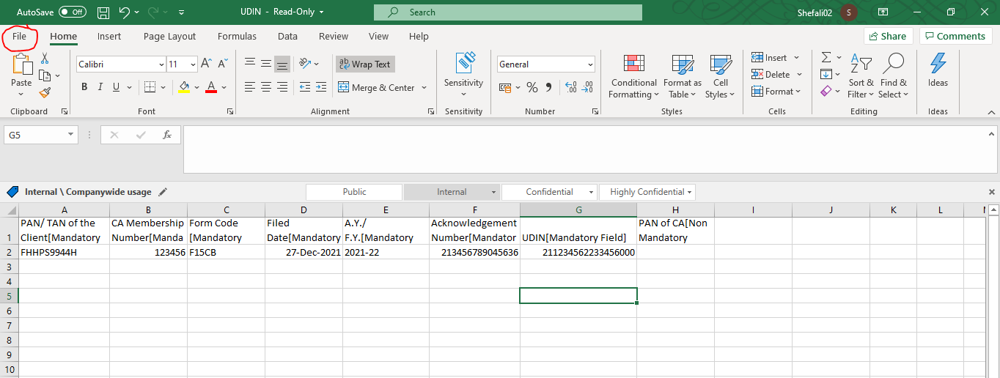 AutoSave Off UDIN - Read-Only Search Shefali02 S
File Home Insert Page Layout Formulas Data Review View Help Share Comments
Calibri 11 ab Wrap Text General Insert Σ A Z
Paste B I U A Merge & Center % , .00 .00 Sensitivity Conditional Formatting Format as Table Cell Styles Delete Format Sort & Filter Find & Select Ideas
Clipboard Font Alignment Sensitivity Number Styles Cells Editing Ideas
G5 fx
Internal \ Companywide usage Public Internal Confidential Highly Confidential
A B C D E F G H I J K L
PAN/ TAN of the CA Membership Form Code Filed A.Y./ Acknowledgement PAN of CA[Non
1 Client[Mandatory Number[Manda [Mandatory Date[Mandatory F.Y.[Mandatory Number[Mandator UDIN[Mandatory Field] Mandatory
2 FHHPS9944H 123456 F15CB 27-Dec-2021 2021-22 213456789045636 211234562233456000
3
4
5
6
7
8
9
10